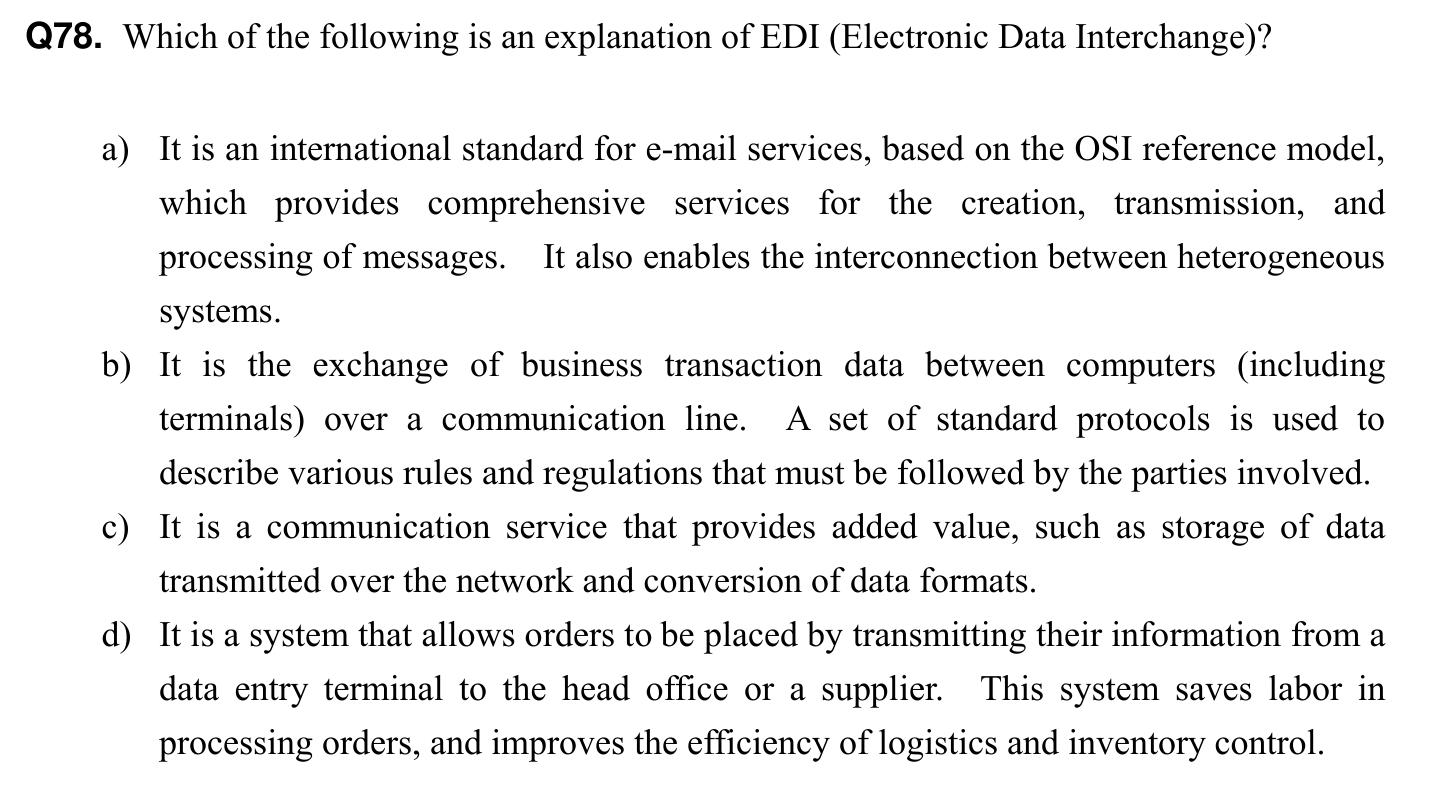 Q78. Which of the following is an explanation of EDI (Electronic Data Interchange)?
a) It is an international standard for e-mail services, based on the OSI reference model,
which provides comprehensive services for the creation, transmission, and
processing of messages. It also enables the interconnection between heterogeneous
systems.
b) It is the exchange of business transaction data between computers (including
terminals) over a communication line. A set of standard protocols is used to
describe various rules and regulations that must be followed by the parties involved.
c) It is a communication service that provides added value, such as storage of data
transmitted over the network and conversion of data formats.
d) It is a system that allows orders to be placed by transmitting their information from a
data entry terminal to the head office or a supplier. This system saves labor in
processing orders, and improves the efficiency of logistics and inventory control.